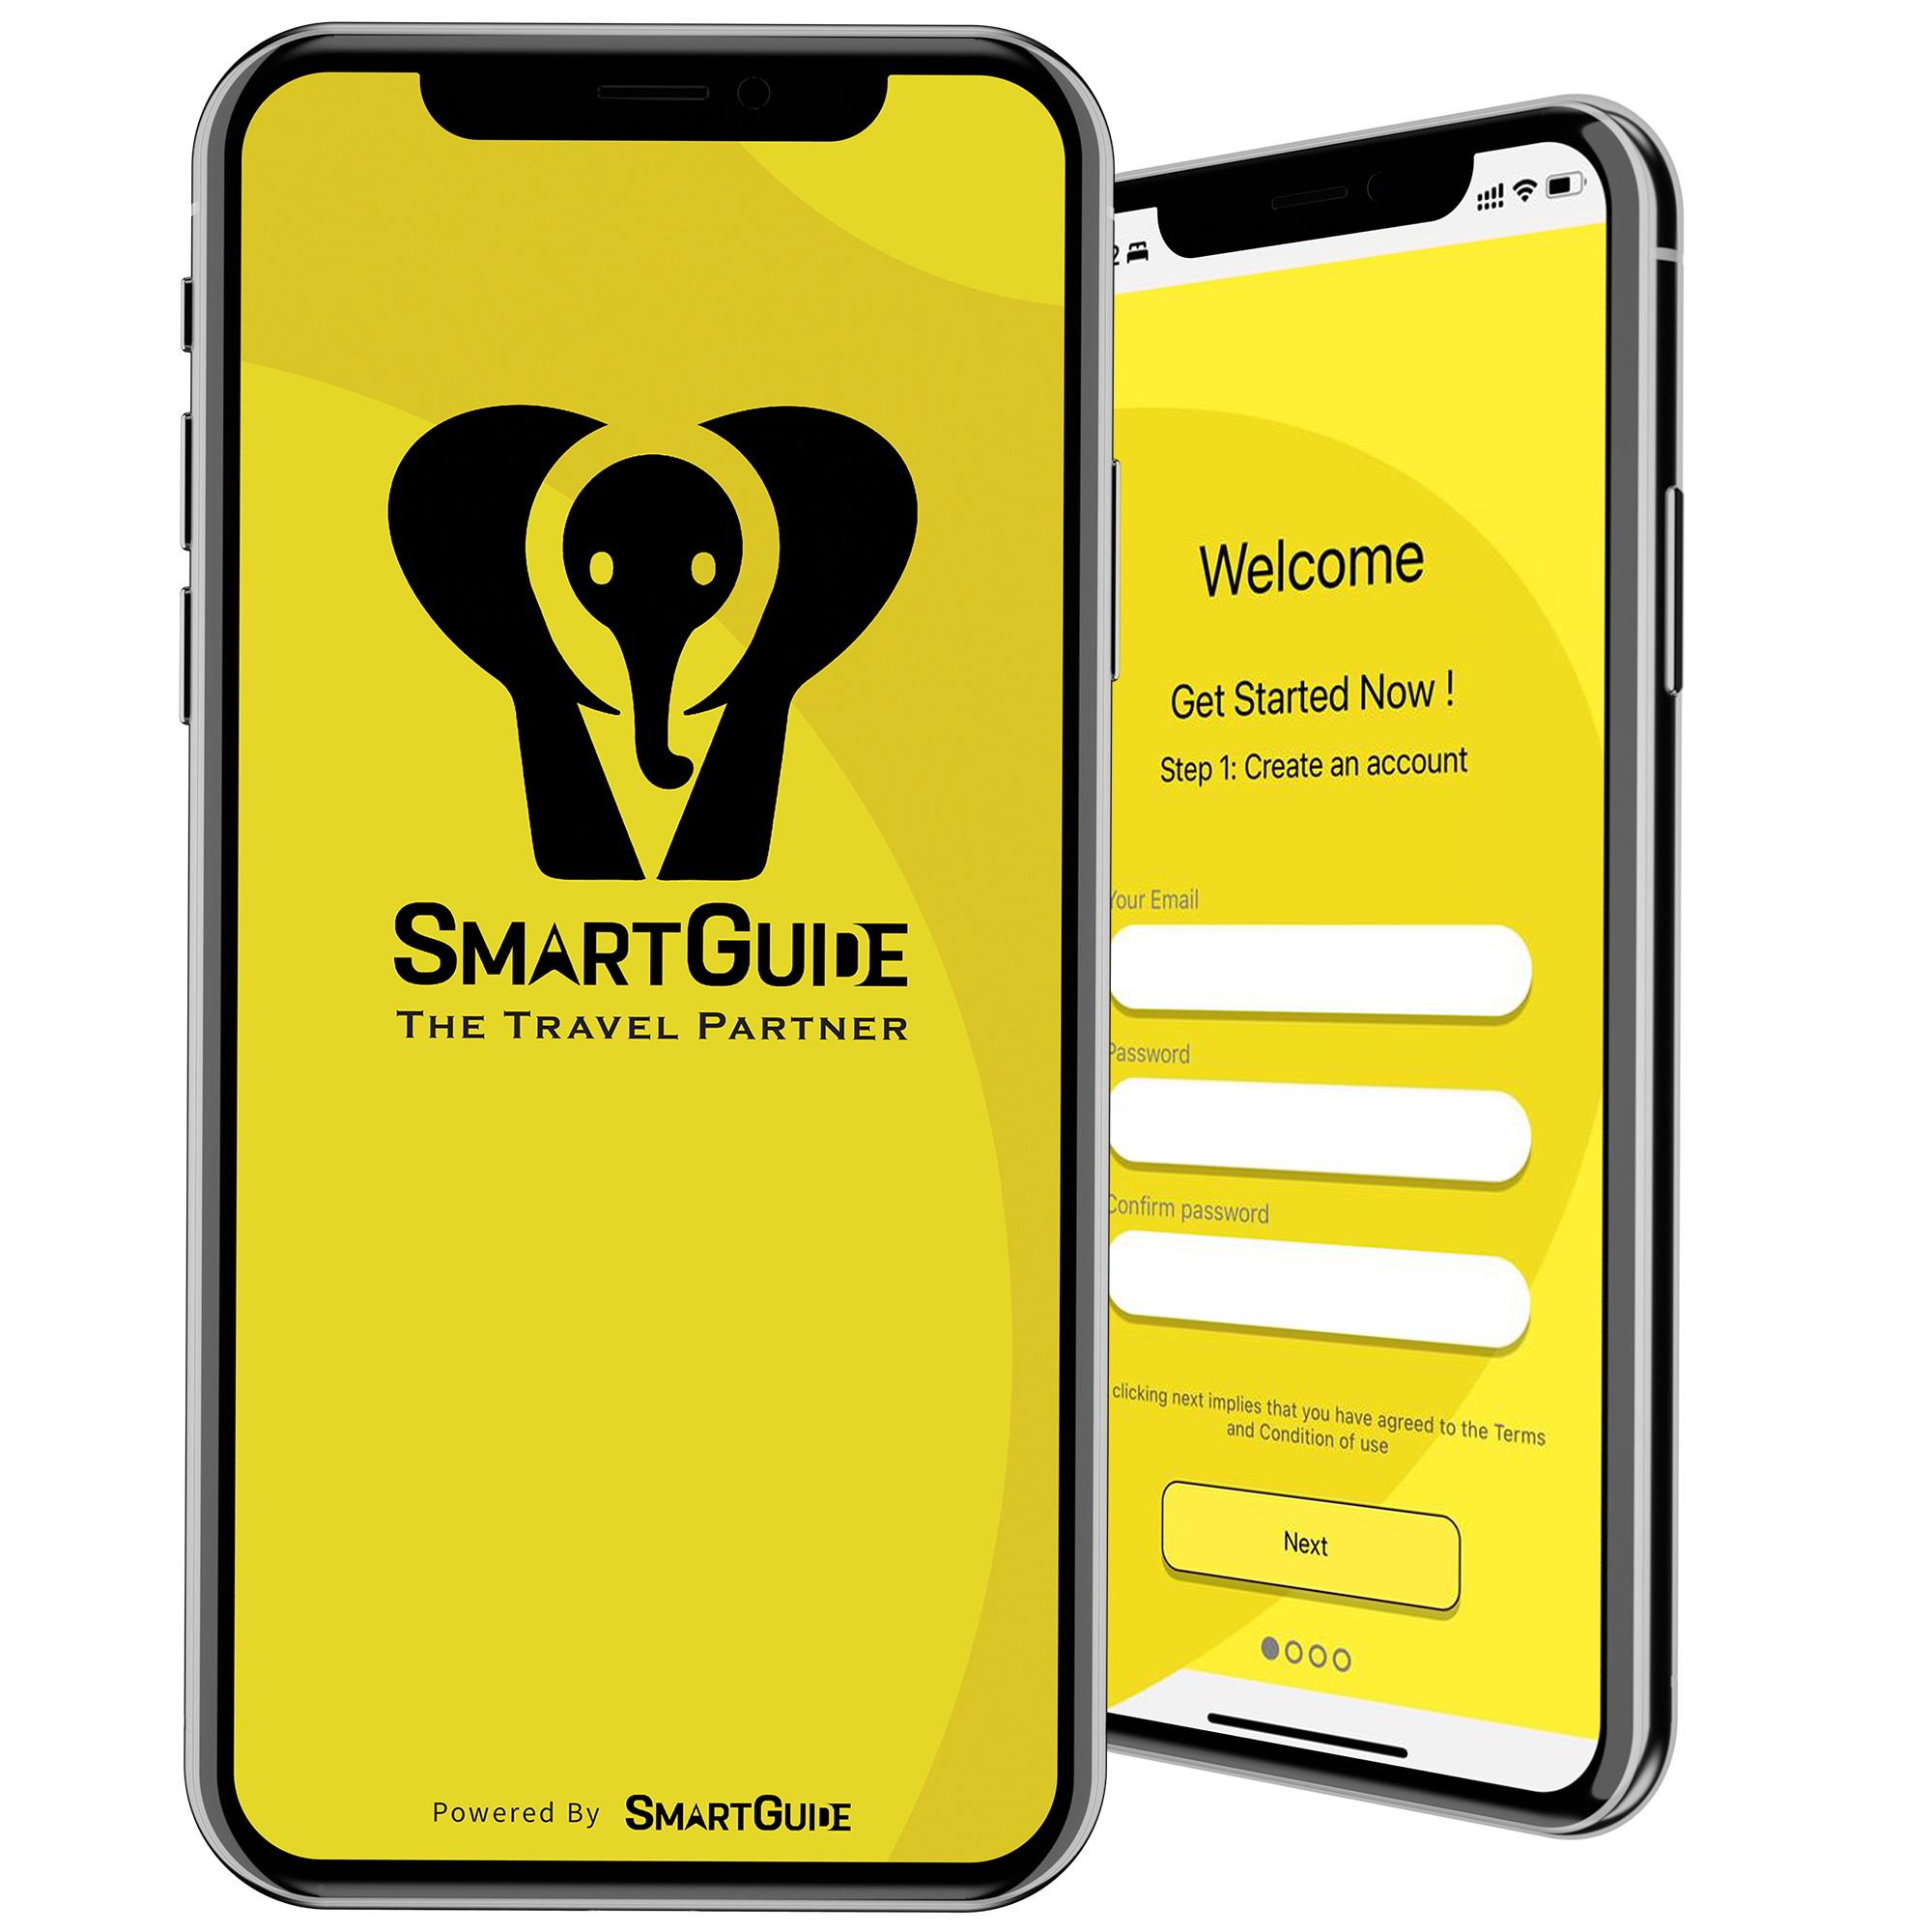 SMARTGUIDE
THE TRAVEL PARTNER
Powered By SMARTGUIDE
2
Welcome
Get Started Now !
Step 1: Create an account
Your Email
Password
Confirm password
clicking next implies that you have agreed to the Terms
and Condition of use
Next